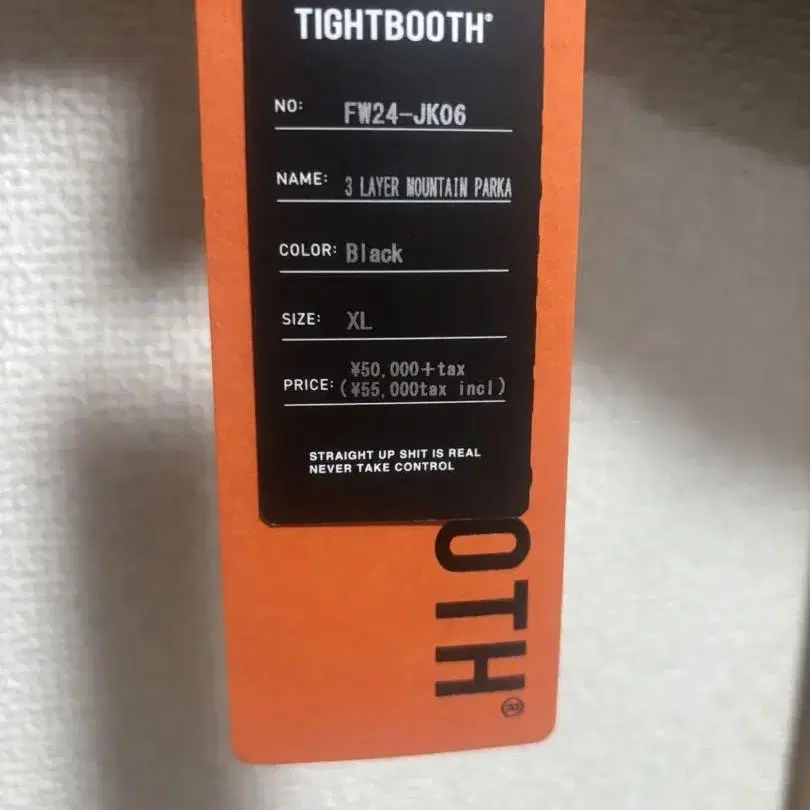 TIGHTBOOTH®
NO: FW24-JK06
NAME: 3 LAYER MOUNTAIN PARKA
COLOR: Black
SIZE: XL
PRICE: ¥50,000+tax
(¥55,000tax incl)
STRAIGHT UP SHIT IS REAL
NEVER TAKE CONTROL
OOTH